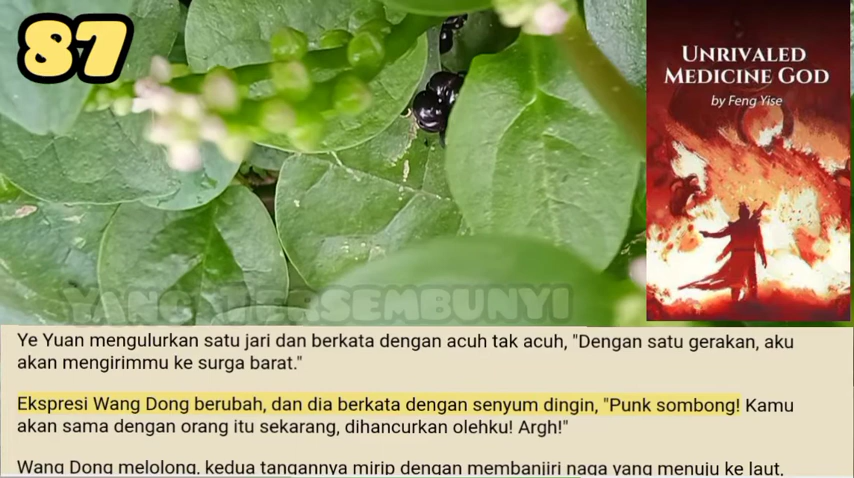 87
UNRIVALED
MEDICINE GOD
by Feng Yise
YANG TERSEMBUNYI
Ye Yuan mengulurkan satu jari dan berkata dengan acuh tak acuh, "Dengan satu gerakan, aku
akan mengirimmu ke surga barat."
Ekspresi Wang Dong berubah, dan dia berkata dengan senyum dingin, "Punk sombong! Kamu
akan sama dengan orang itu sekarang, dihancurkan olehku! Argh!"
Wang Dong melolong, kedua tangannya mirip dengan membanjiri naga yang menuju ke laut,